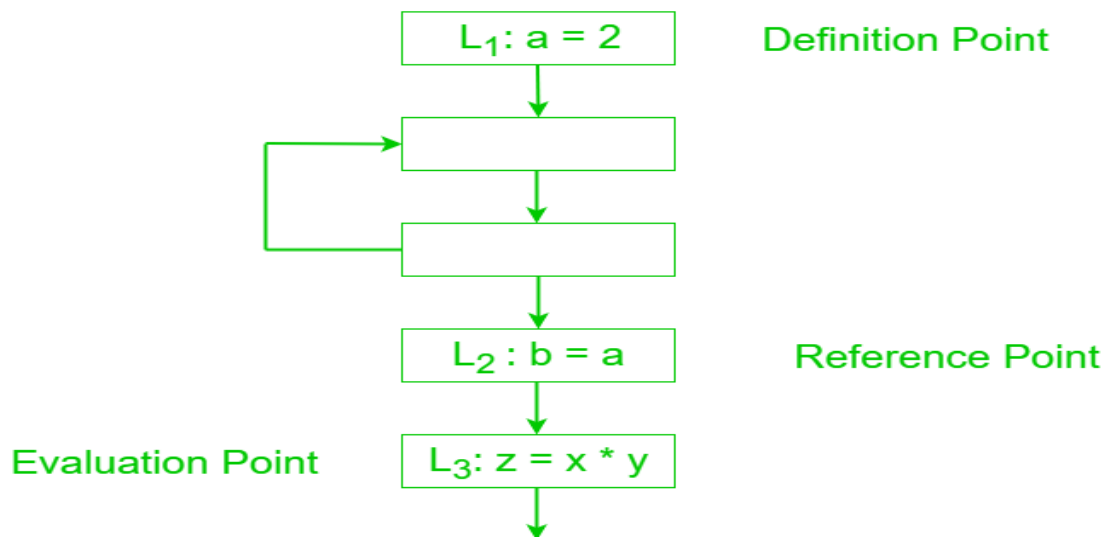 L₁: a = 2
Definition Point
L₂ : b = a
Reference Point
Evaluation Point
L₃: z = x * y